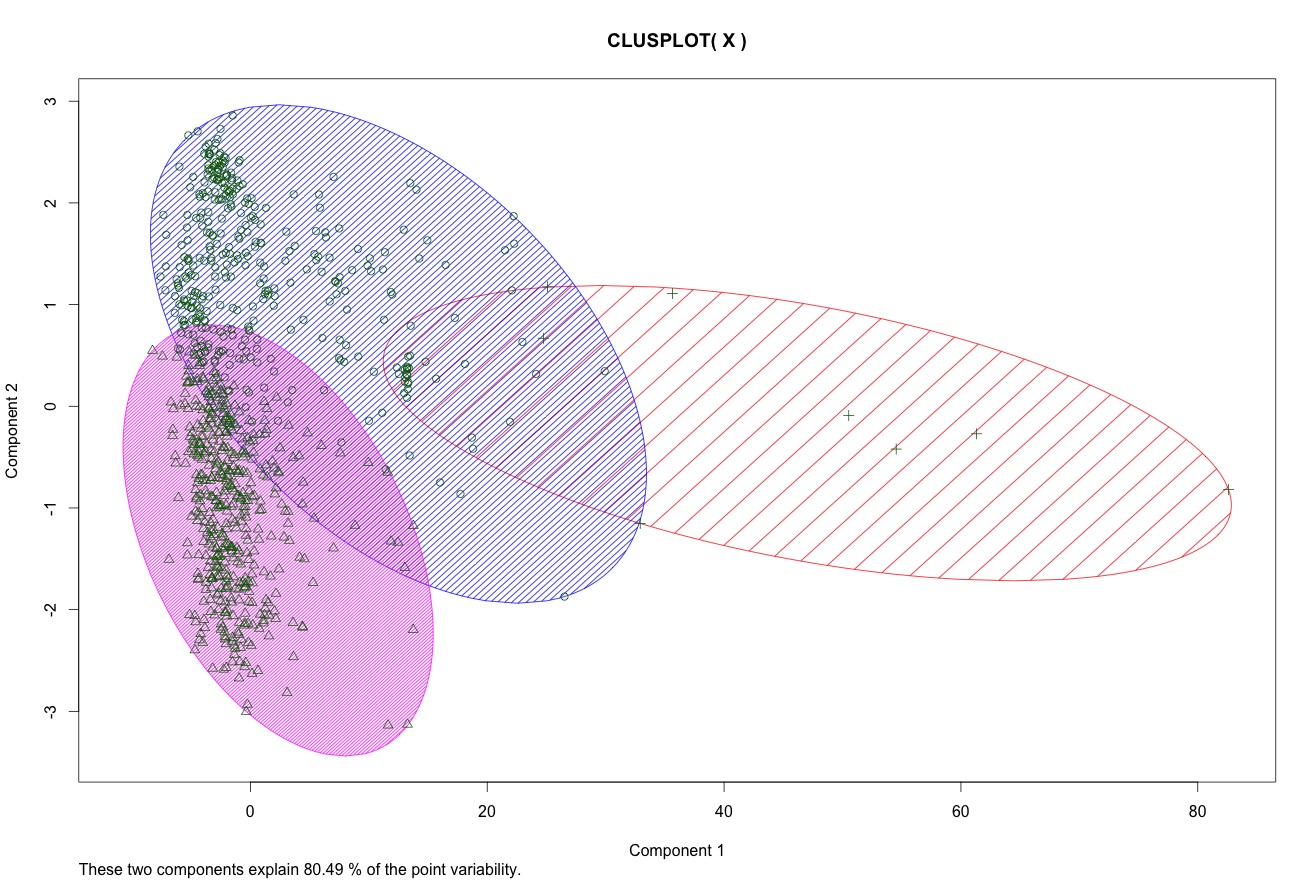 CLUSPLOT( X )
3
2
1
0
-1
-2
-3
Component 2
0 20 40 60 80
Component 1
These two components explain 80.49 % of the point variability.